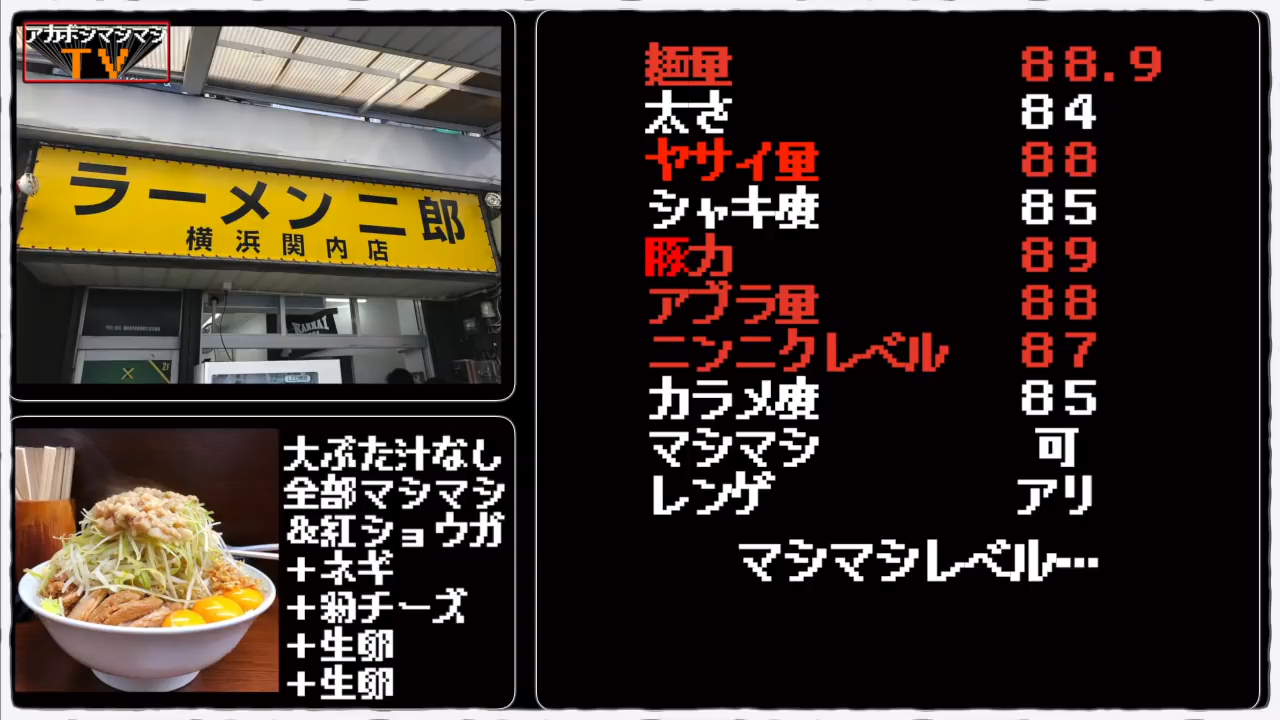 アカボシマシマシ
TV
ラーメン二郎
横浜関内店
KANNAI
大ぶた汁なし
全部マシマシ
&紅ショウガ
+ネギ
+粉チーズ
+生卵
+生卵
麺量 88.9
太さ 84
ヤサイ量 88
シャキ度 85
豚力 89
アブラ量 88
ニンニクレベル 87
カラメ度 85
マシマシ 可
レンゲ アリ
マシマシレベル…